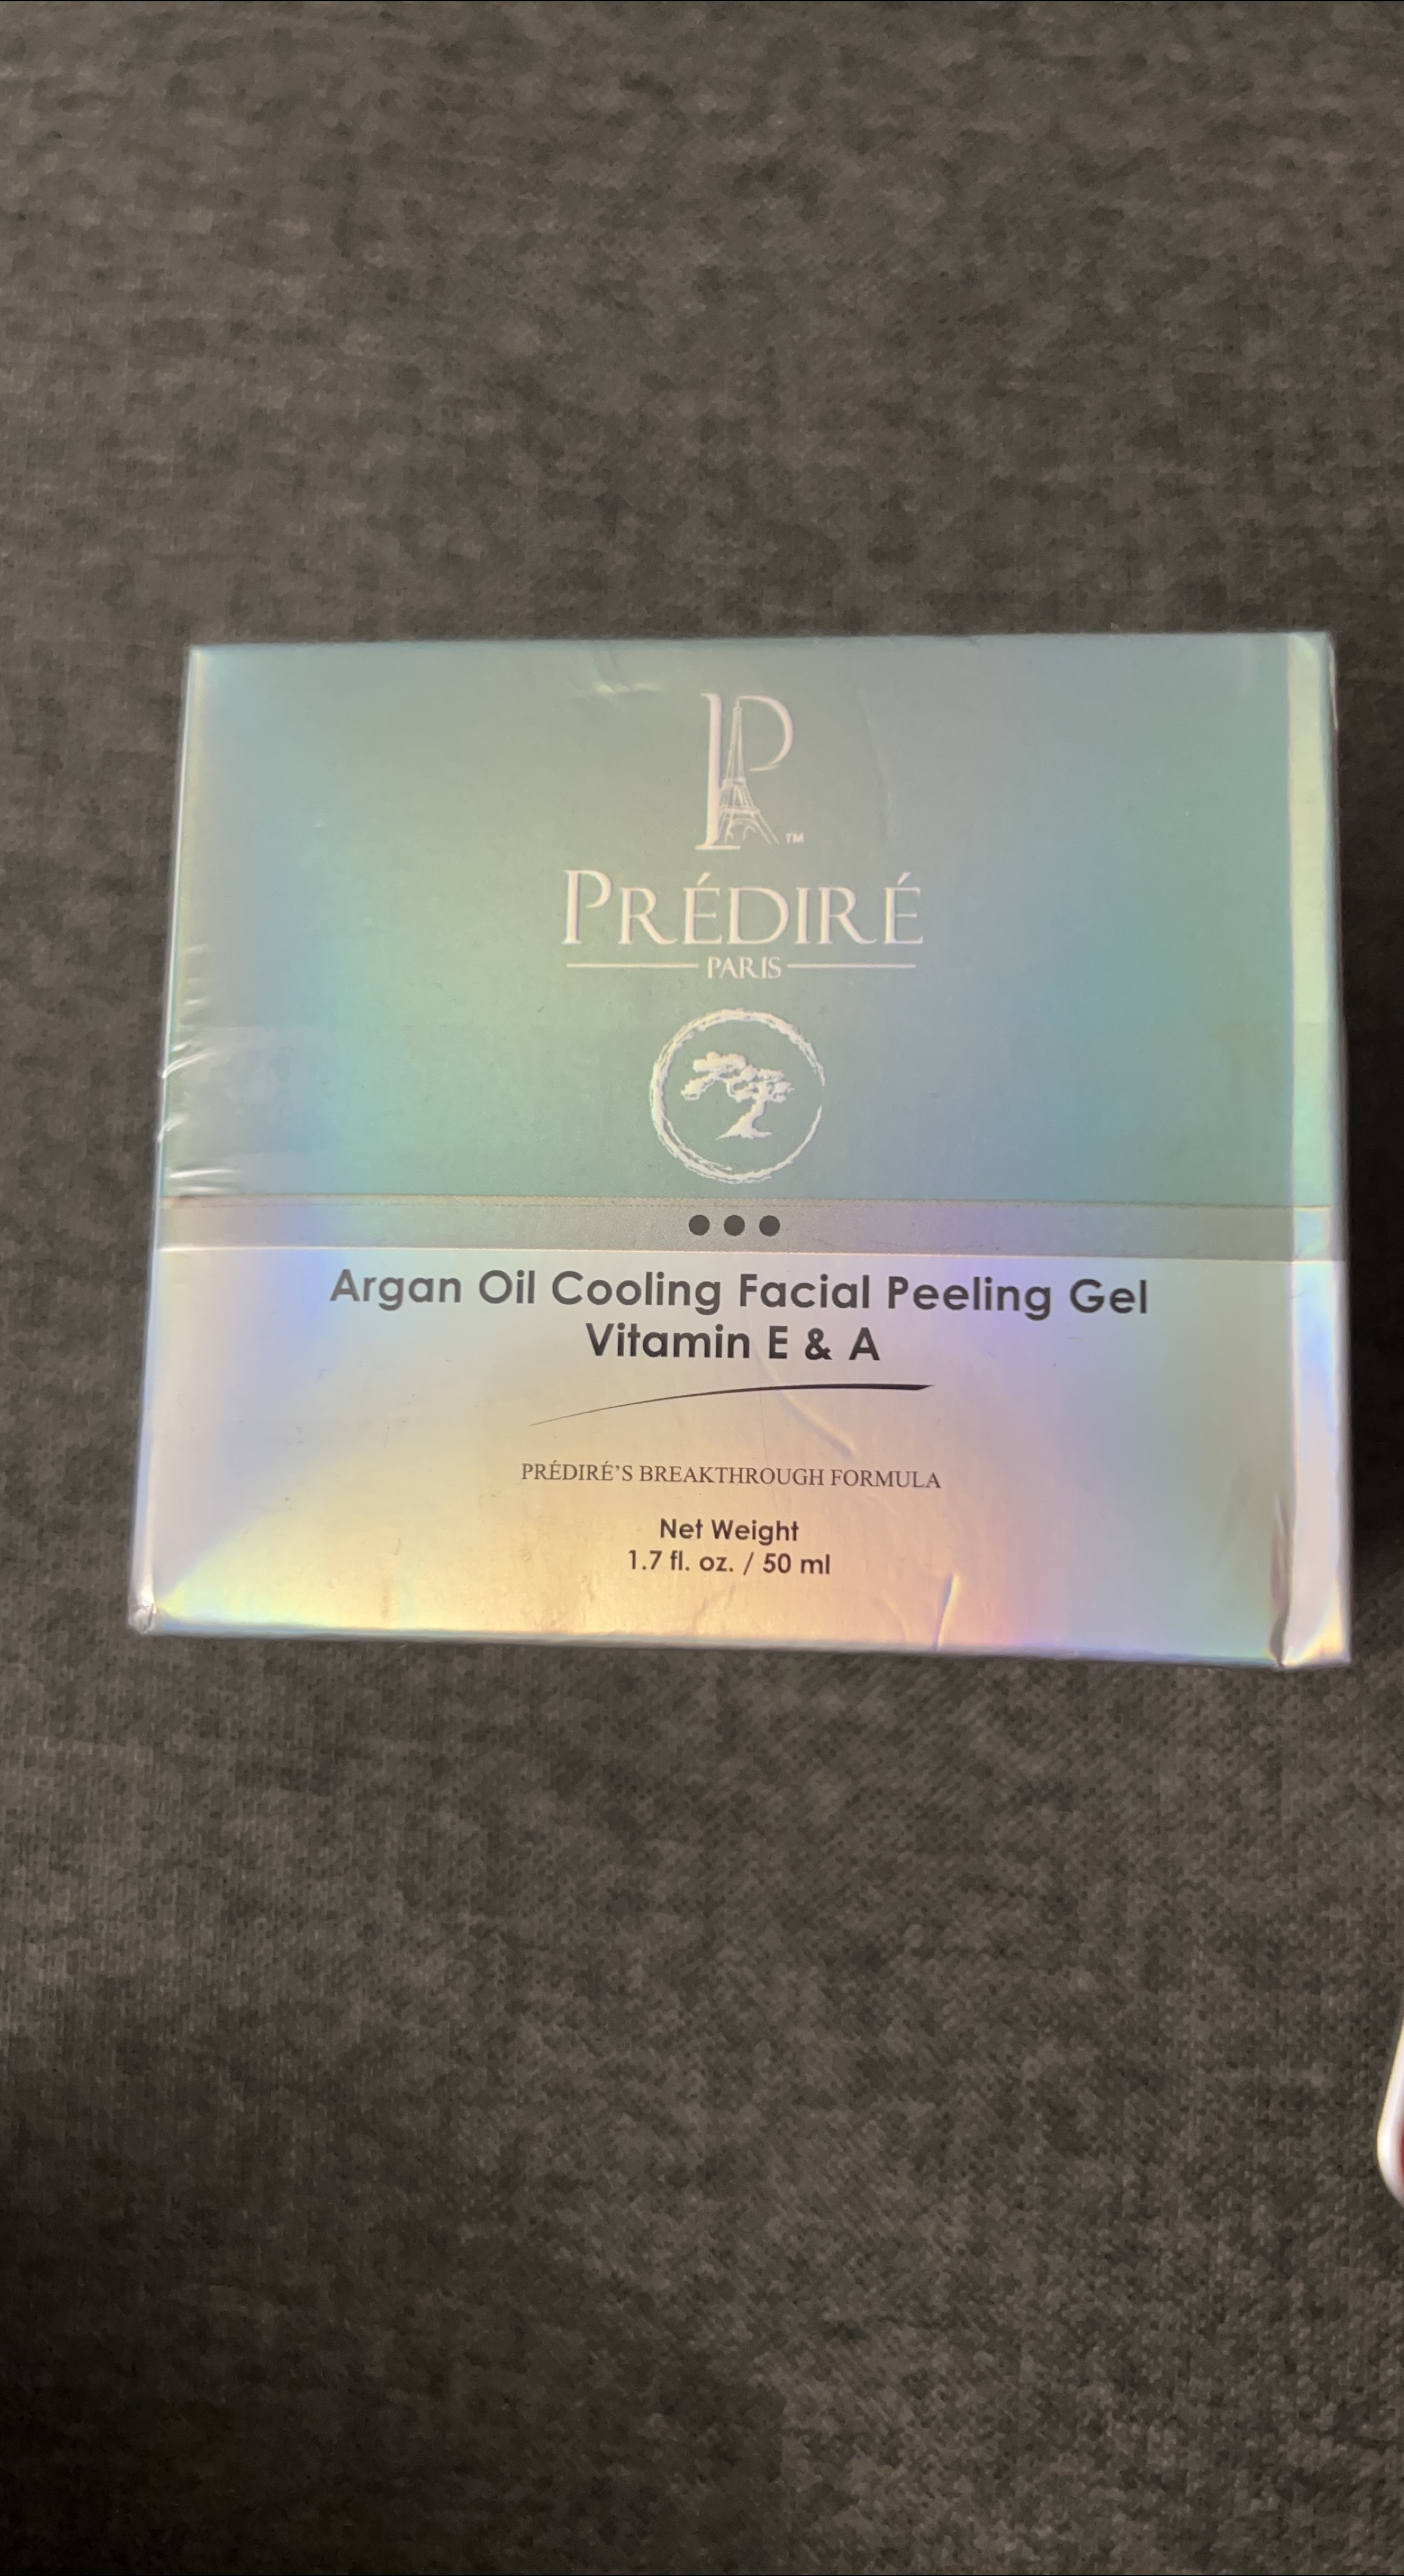 P™
PRÉDIRÉ
PARIS
Argan Oil Cooling Facial Peeling Gel
Vitamin E & A
PRÉDIRÉ'S BREAKTHROUGH FORMULA
Net Weight
1.7 fl. oz. / 50 ml